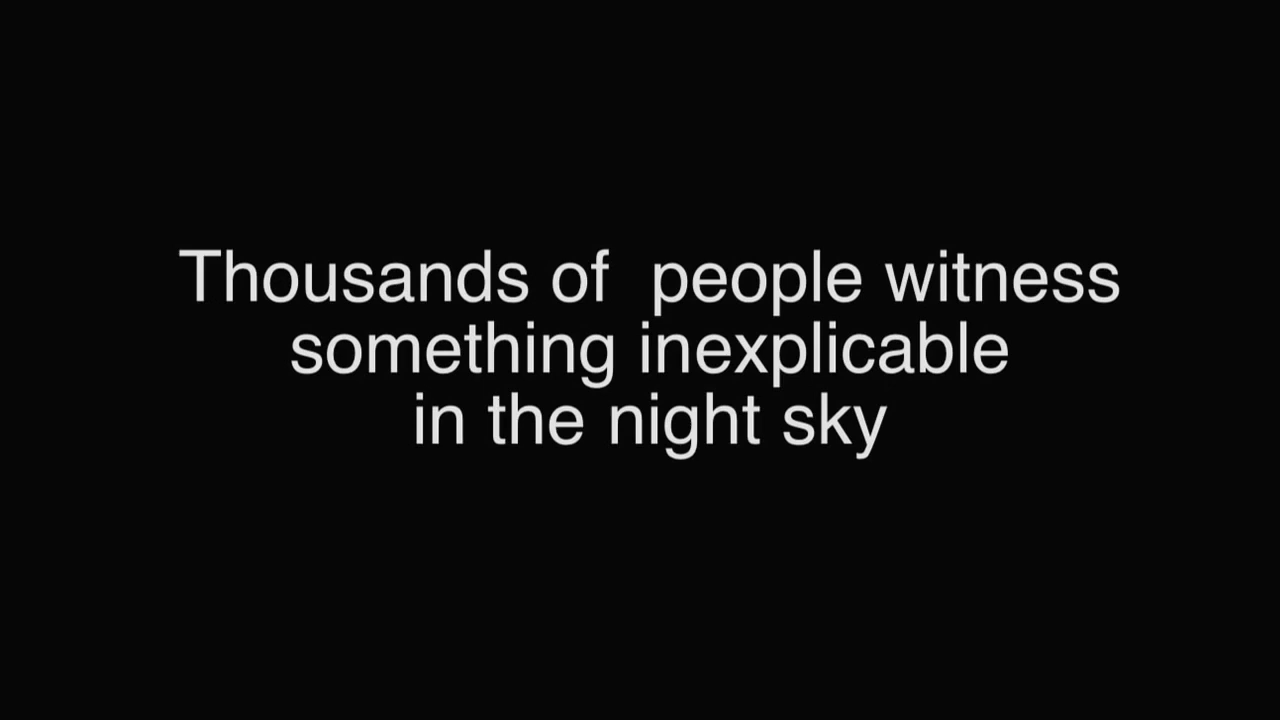 Thousands of  people witness
something inexplicable
in the night sky